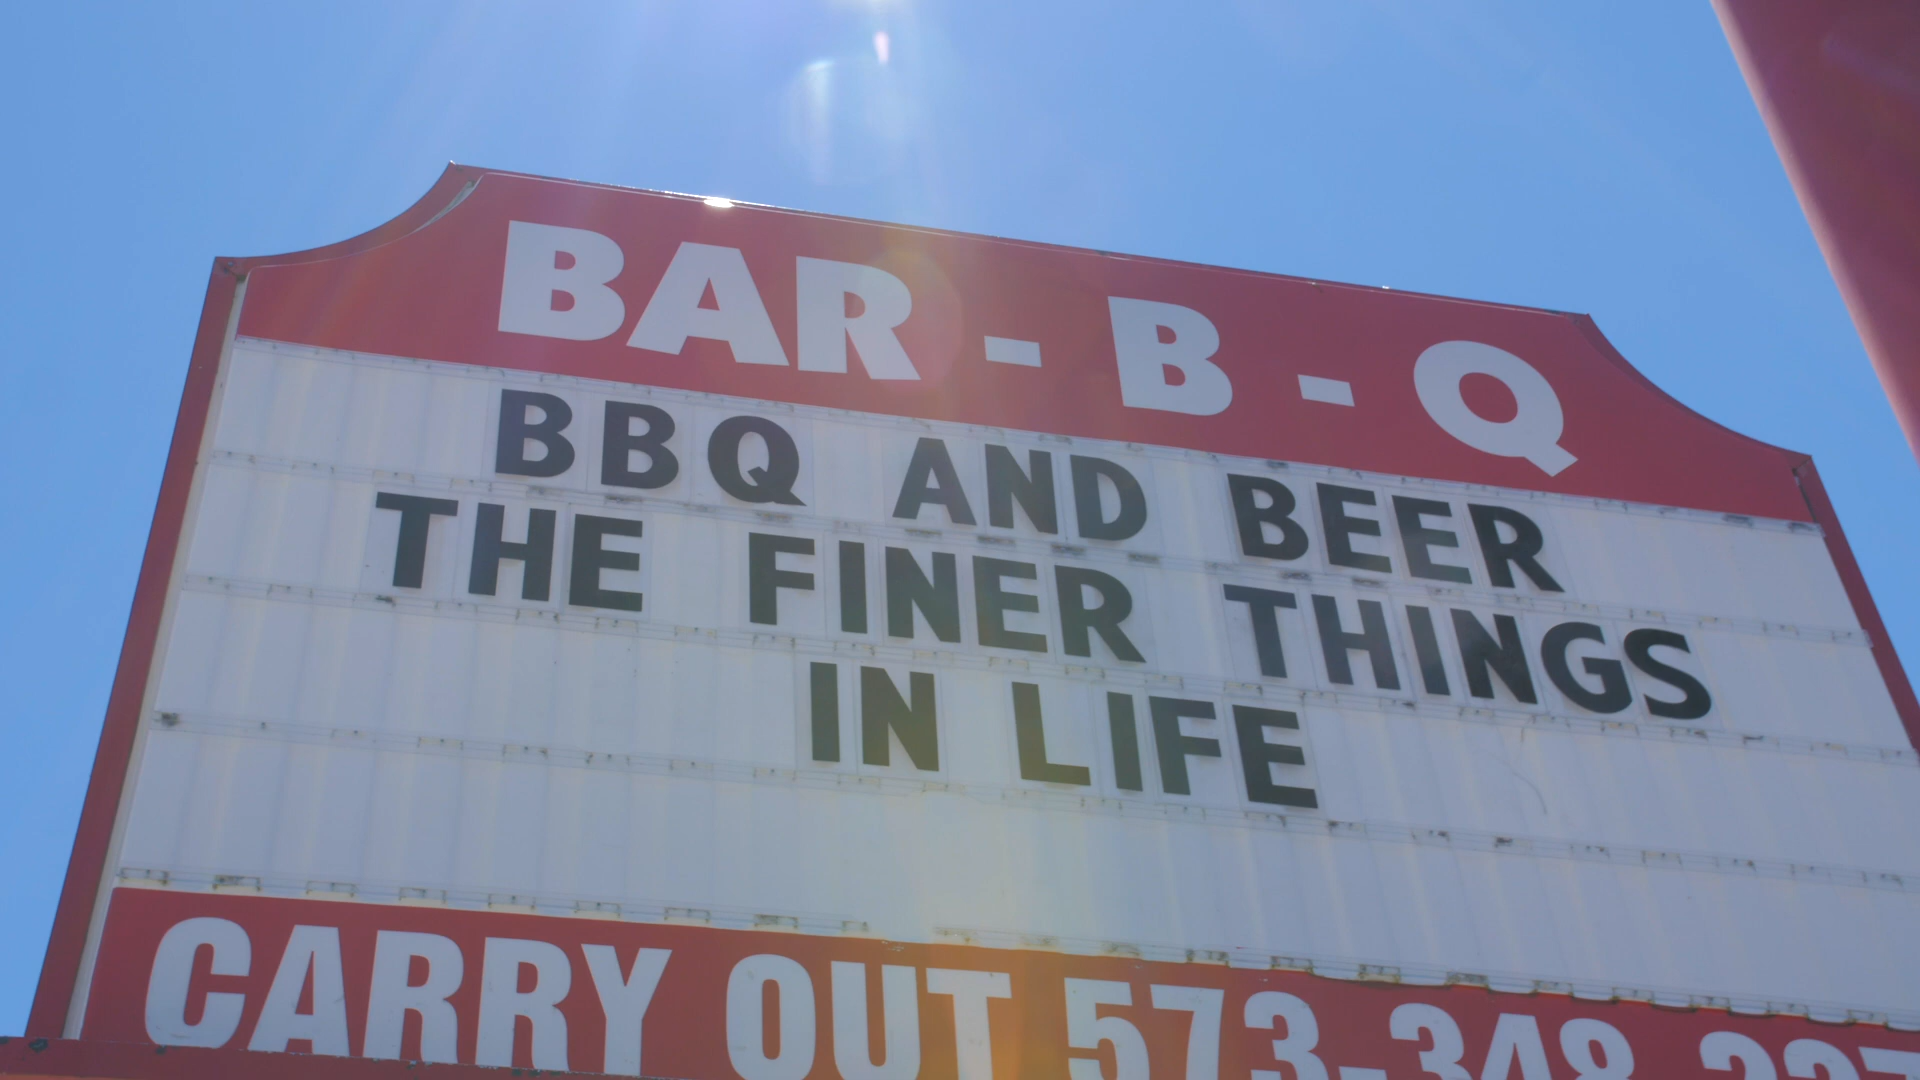 BAR-B-Q
BBQ AND BEER
THE FINER THINGS
IN LIFE
CARRY OUT 573-348